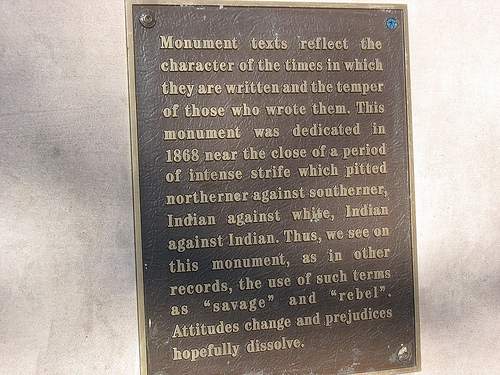 Monument texts reflect the
character of the times in which
they are written and the temper
of those who wrote them. This
monument was dedicated in
1868 near the close of a period
of intense strife which pitted
northerner against southerner,
Indian against white, Indian
against Indian. Thus, we see on
this monument, as in other
records, the use of such terms
as “savage” and “rebel”.
Attitudes change and prejudices
hopefully dissolve.